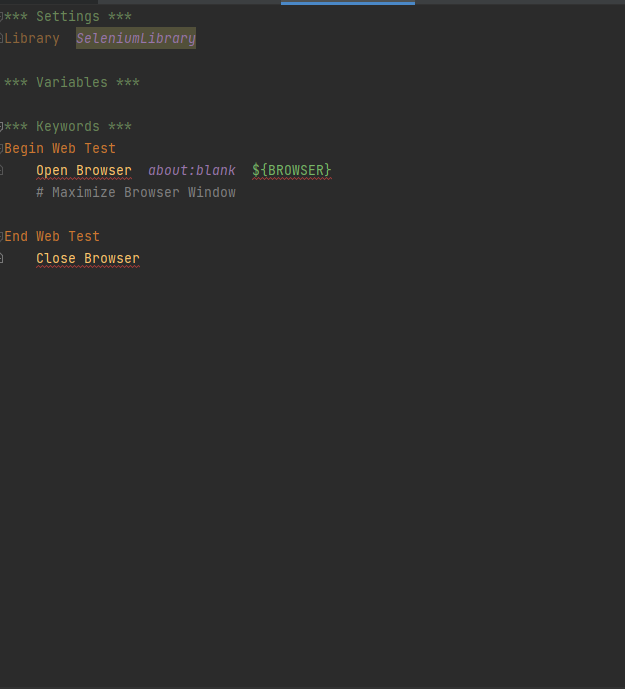 *** Settings ***
Library  SeleniumLibrary
*** Variables ***
*** Keywords ***
Begin Web Test
    Open Browser  about:blank  ${BROWSER}
    # Maximize Browser Window
End Web Test
    Close Browser